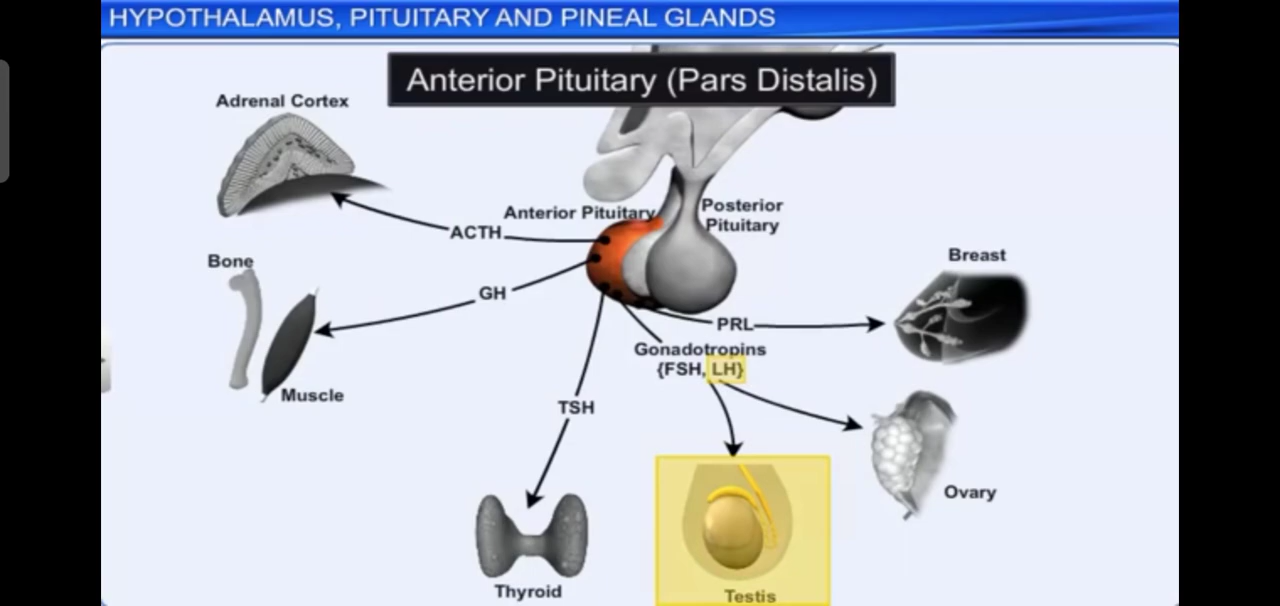 HYPOTHALAMUS, PITUITARY AND PINEAL GLANDS
Anterior Pituitary (Pars Distalis)
Adrenal Cortex
Anterior Pituitary
Posterior
Pituitary
ACTH
Bone
Breast
GH
PRL
Gonadotropins
{FSH, LH}
Muscle
TSH
Ovary
Thyroid
Testis